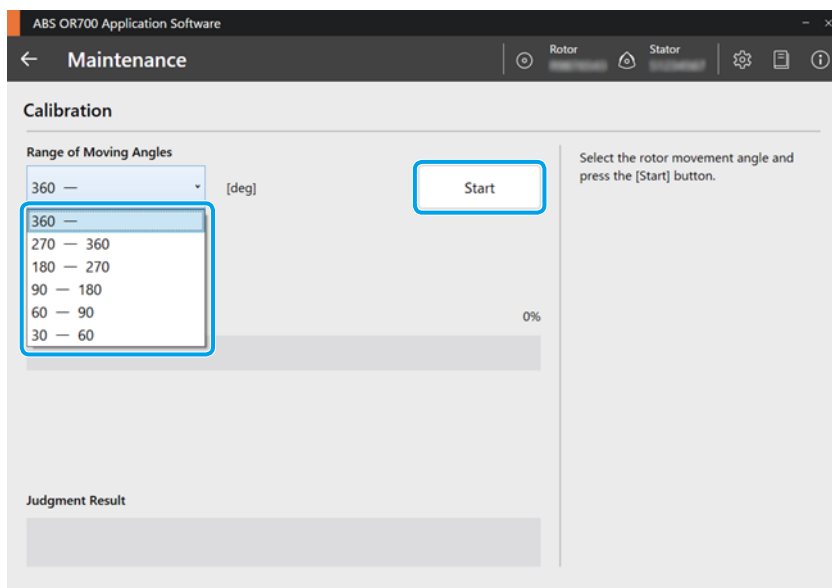 ABS OR700 Application Software
Maintenance
Rotor
Stator
Calibration
Range of Moving Angles
360 —
[deg]
Start
360 —
270 — 360
180 — 270
90 — 180
60 — 90
30 — 60
0%
Judgment Result
Select the rotor movement angle and
press the [Start] button.